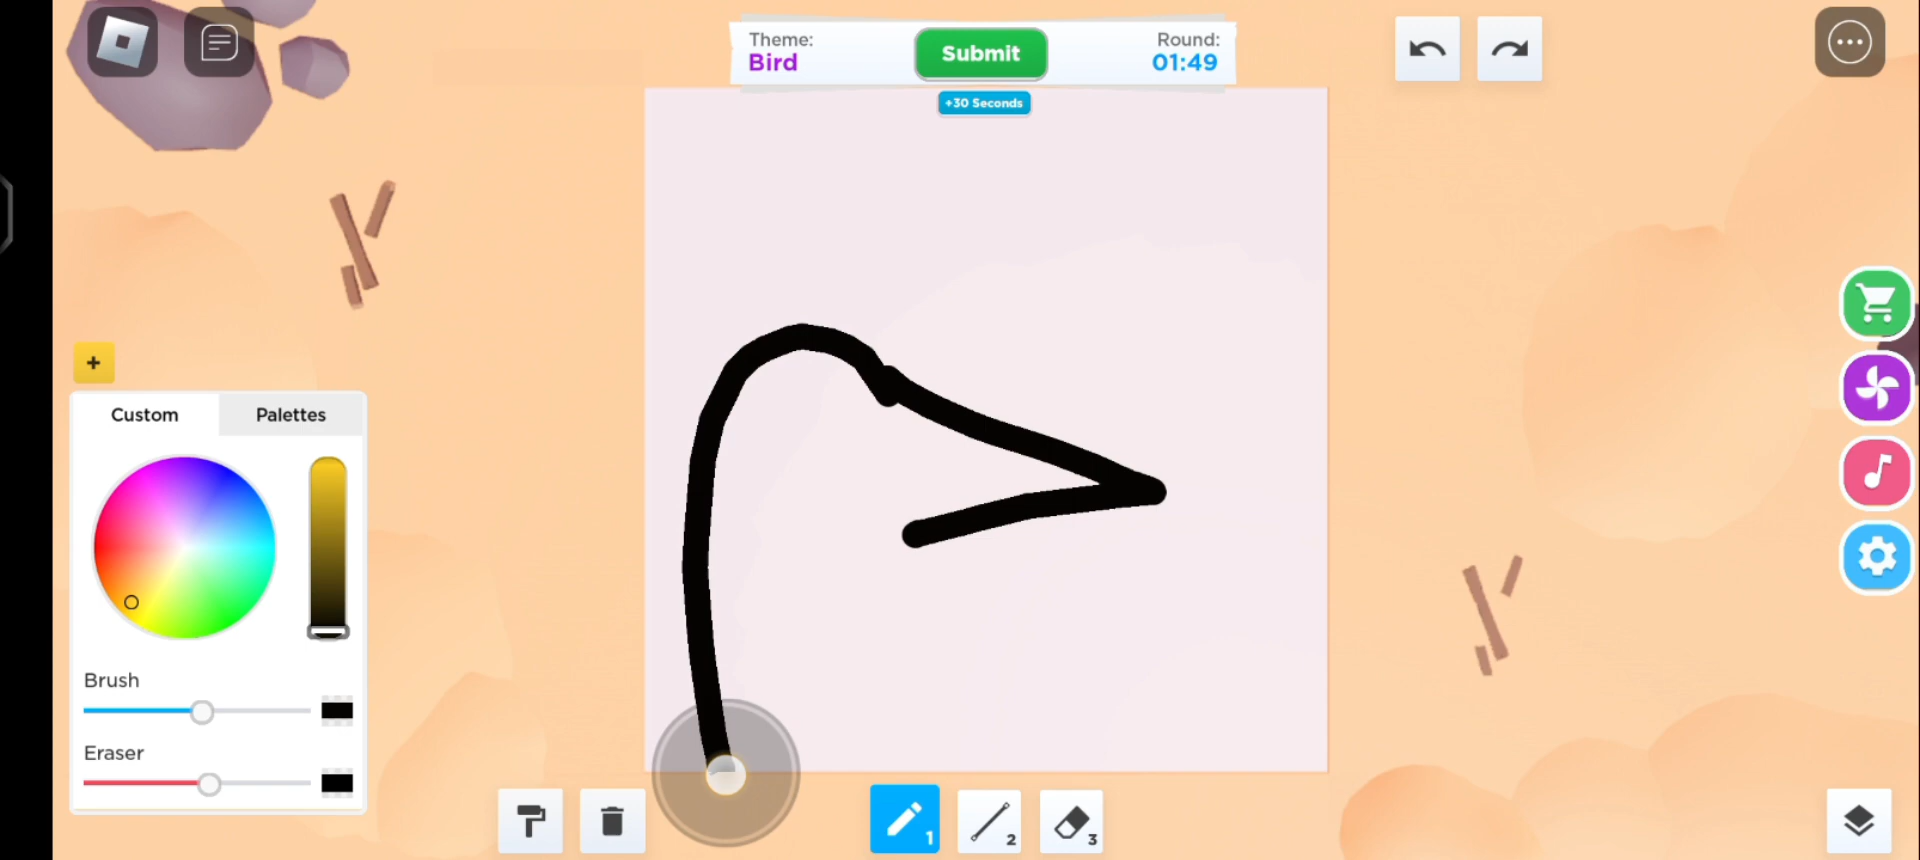 Theme:
Bird
Submit
Round:
01:49
+30 Seconds
+
Custom
Palettes
Brush
Eraser
1
2
3